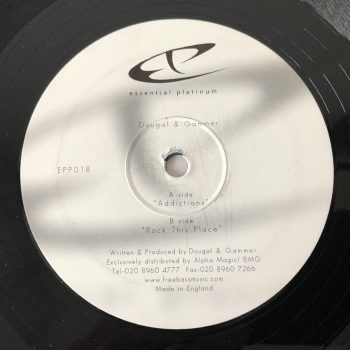 essential platinum
Dougal & Gammer
EPP018
A side
"Addictions"
B side
"Rock This Place"
Written & Produced by Dougal & Gammer
Exclusively distributed by Alpha Magic/ BMG
Tel-020 8960 4777 Fax-020 8960 7266
www.freebassmusic.com
Made in England